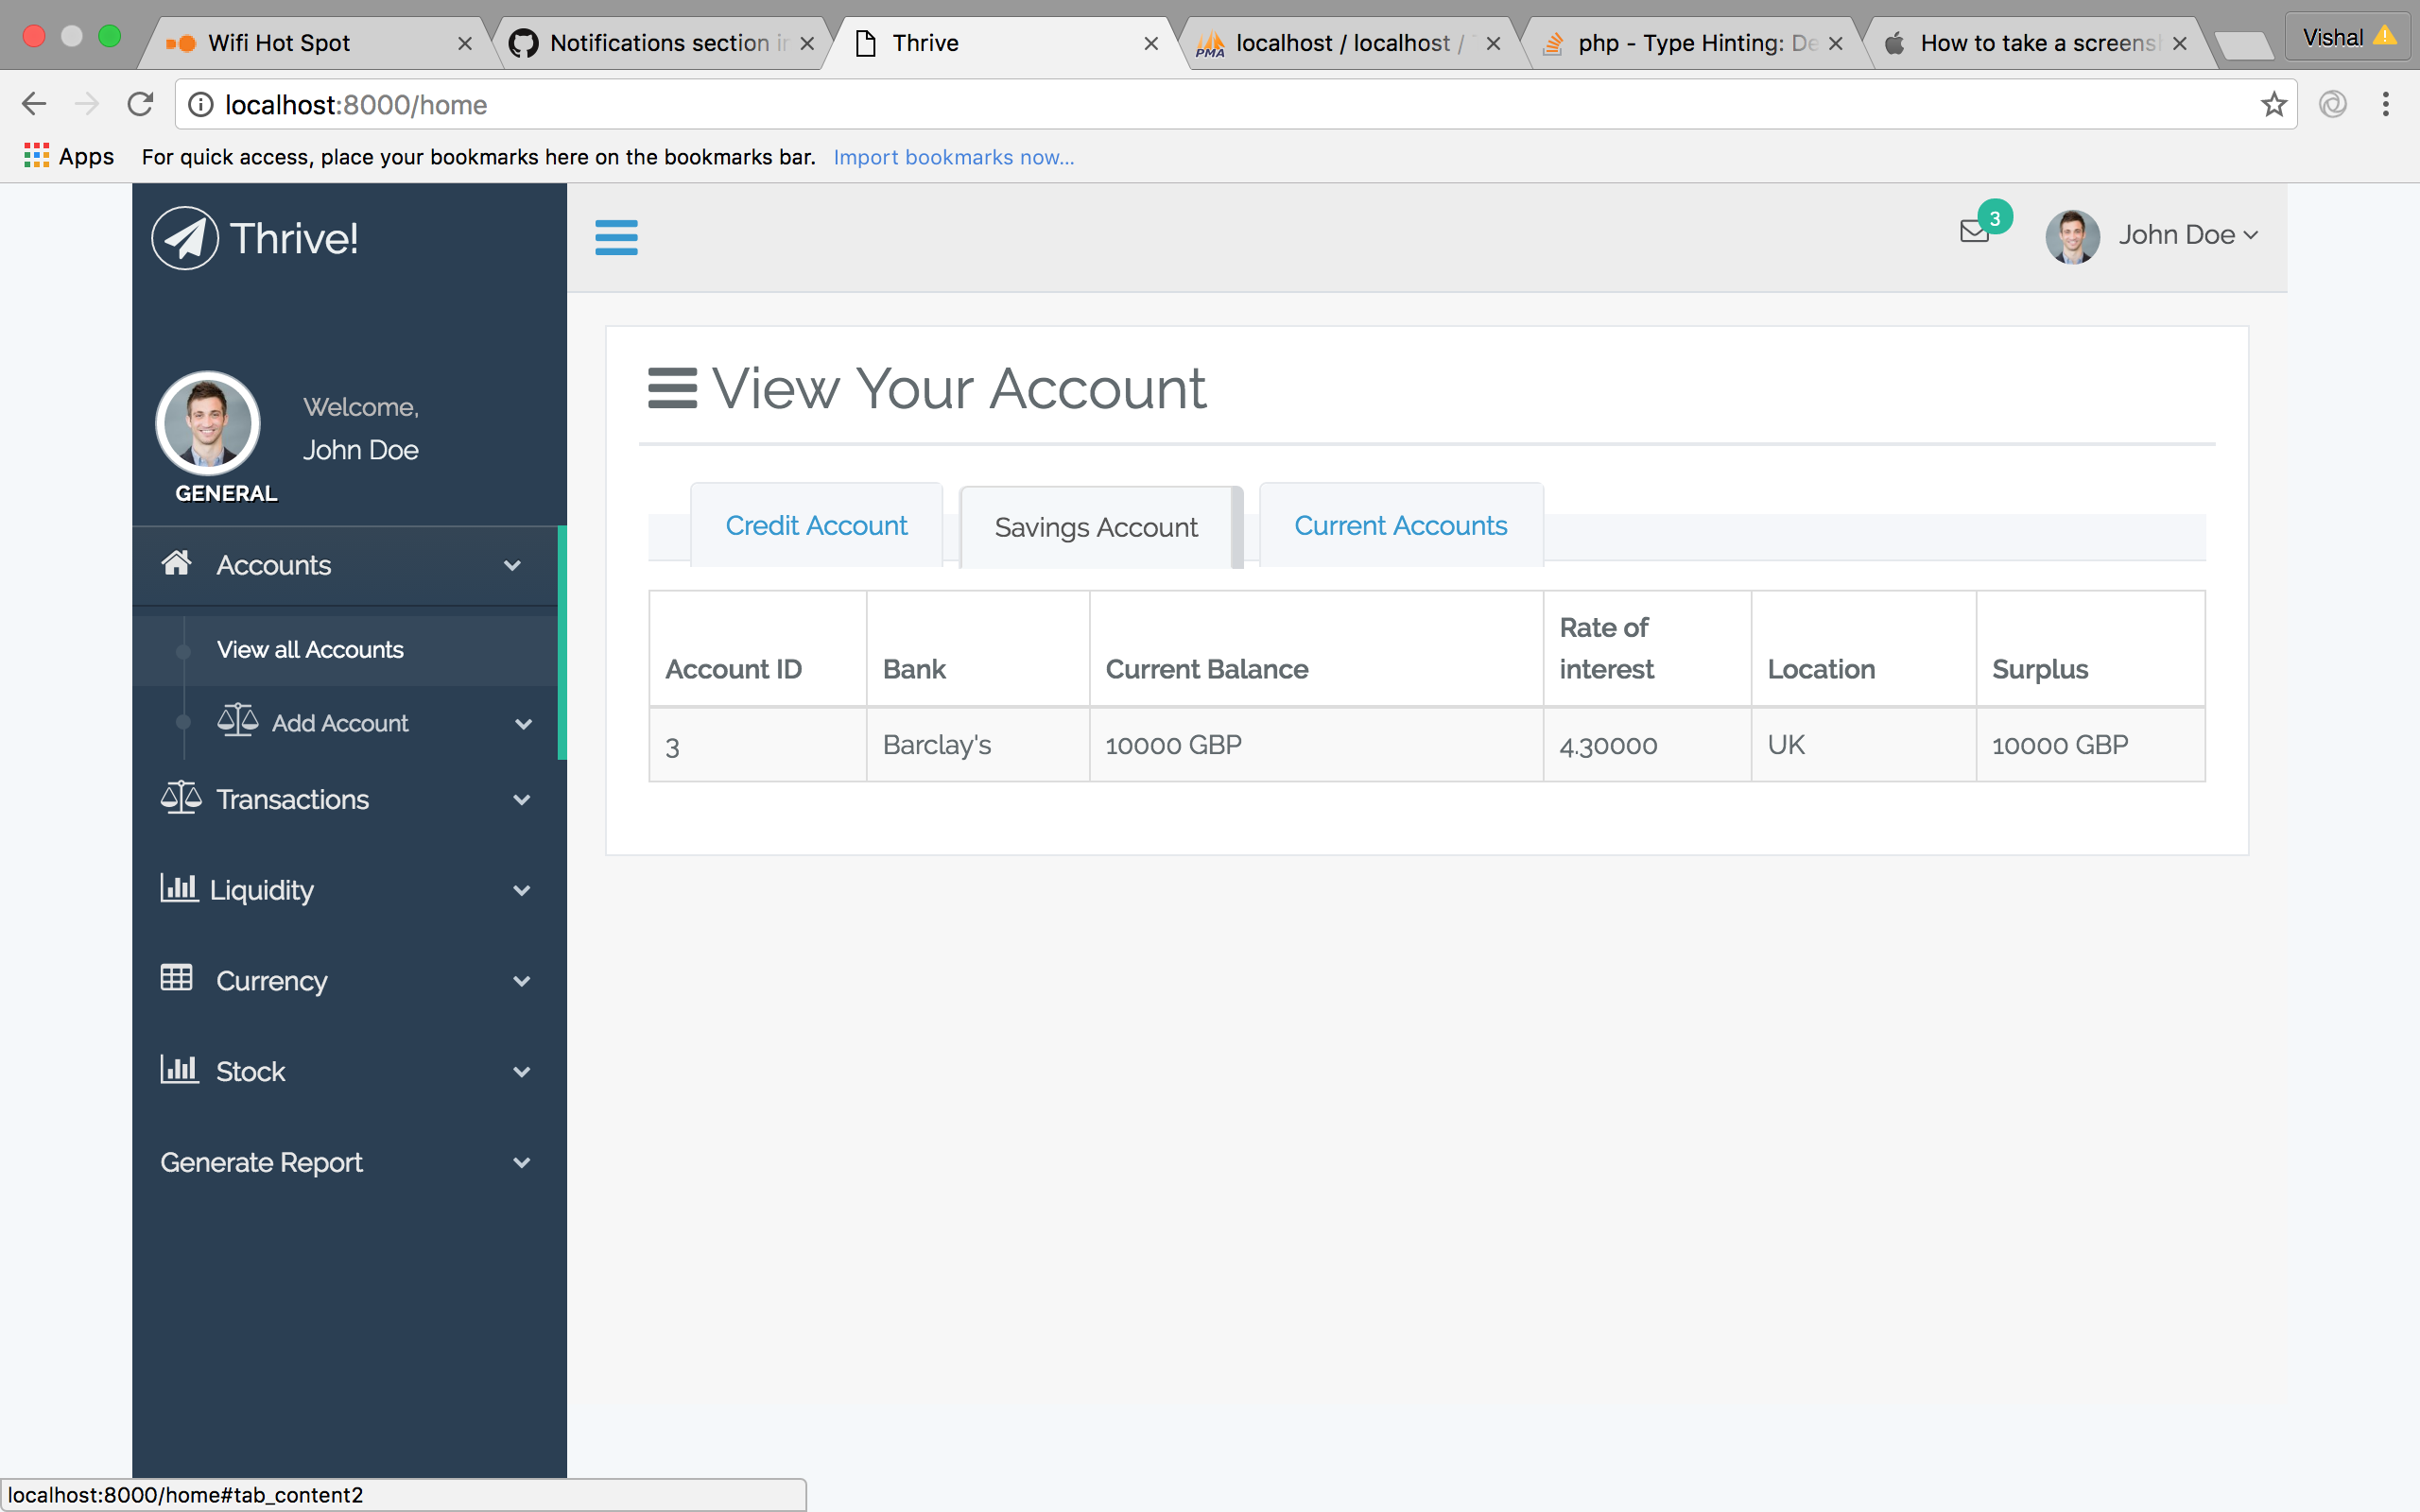 Wifi Hot Spot
Notifications section in
Thrive
localhost / localhost /
php - Type Hinting: De
How to take a screens
Vishal
localhost:8000/home
Apps
For quick access, place your bookmarks here on the bookmarks bar. Import bookmarks now...
Thrive!
3
John Doe
Welcome,
John Doe
GENERAL
Accounts
View all Accounts
Add Account
Transactions
Liquidity
Currency
Stock
Generate Report
View Your Account
Credit Account
Savings Account
Current Accounts
Account ID Bank Current Balance Rate of interest Location Surplus
3 Barclay's 10000 GBP 4.30000 UK 10000 GBP
localhost:8000/home#tab_content2